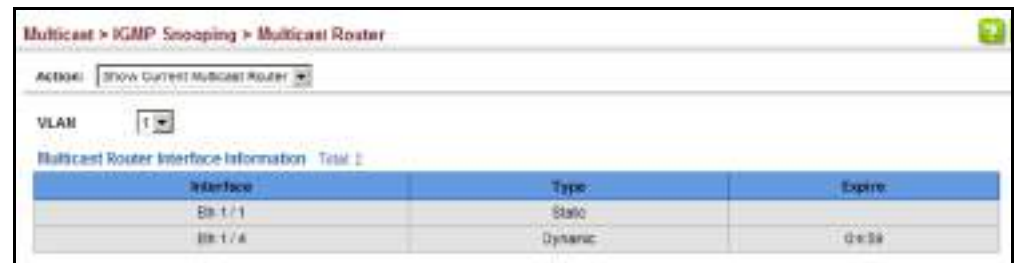 Multicast > IGMP Snooping > Multicast Router
Action: Show Current Multicast Router
VLAN 1
Multicast Router Interface Information Total: 2
Interface Type Expire
Eth 1 / 1 Static
Eth 1 / 4 Dynamic